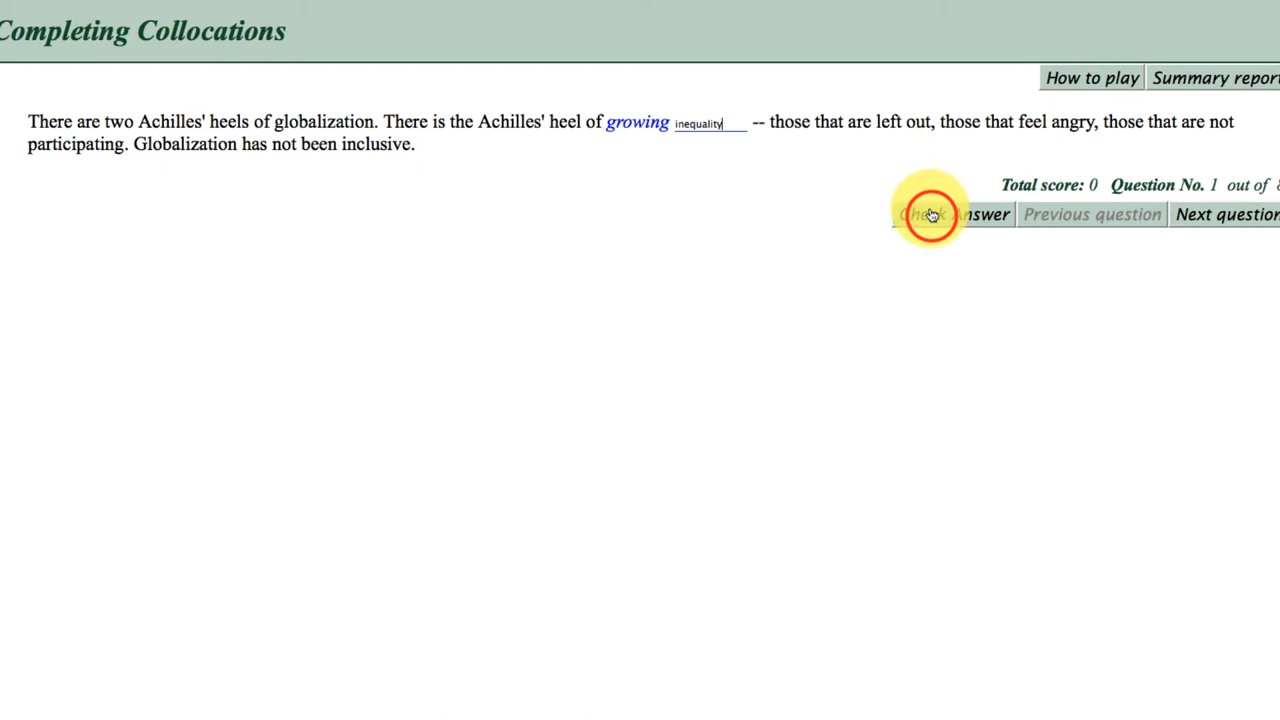 Completing Collocations
How to play Summary report
There are two Achilles' heels of globalization. There is the Achilles' heel of growing inequality -- those that are left out, those that feel angry, those that are not
participating. Globalization has not been inclusive.
Total score: 0 Question No. 1 out of
Check Answer Previous question Next question